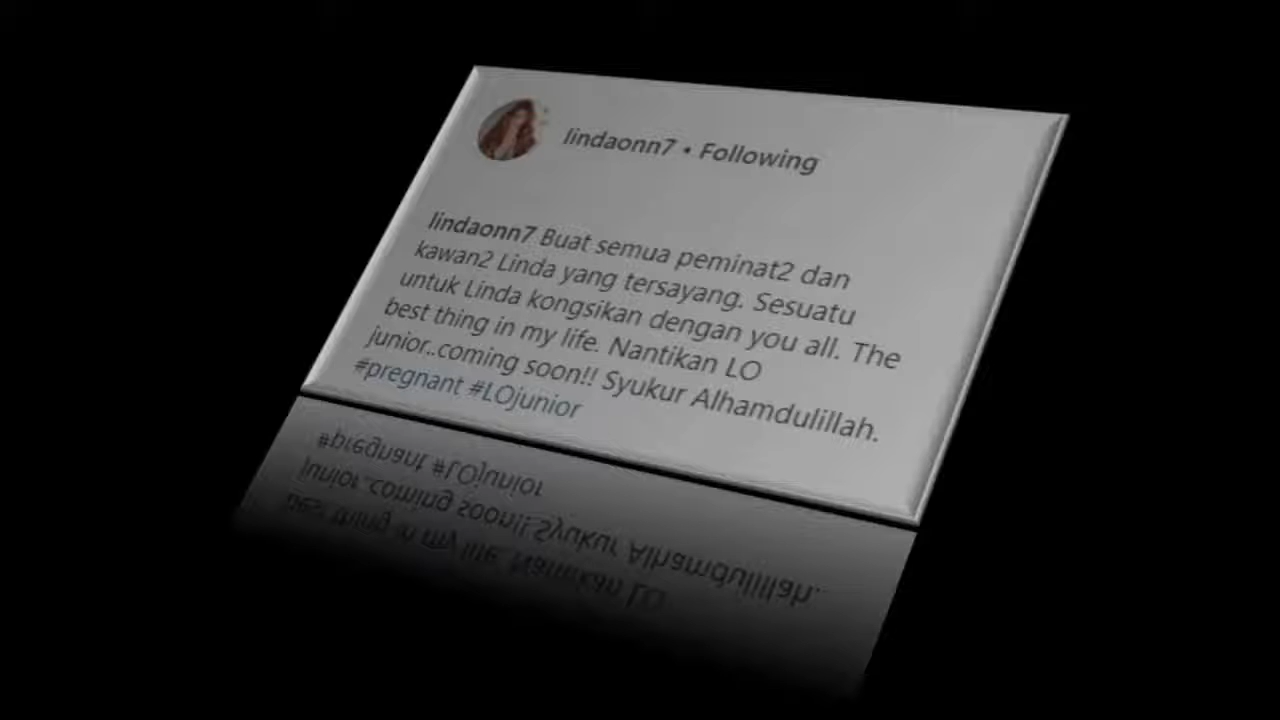 lindaonn7 • Following
lindaonn7 Buat semua peminat2 dan
kawan2 Linda yang tersayang. Sesuatu
untuk Linda kongsikan dengan you all. The
best thing in my life. Nantikan LO
junior..coming soon!! Syukur Alhamdulillah.
#pregnant #LOjunior